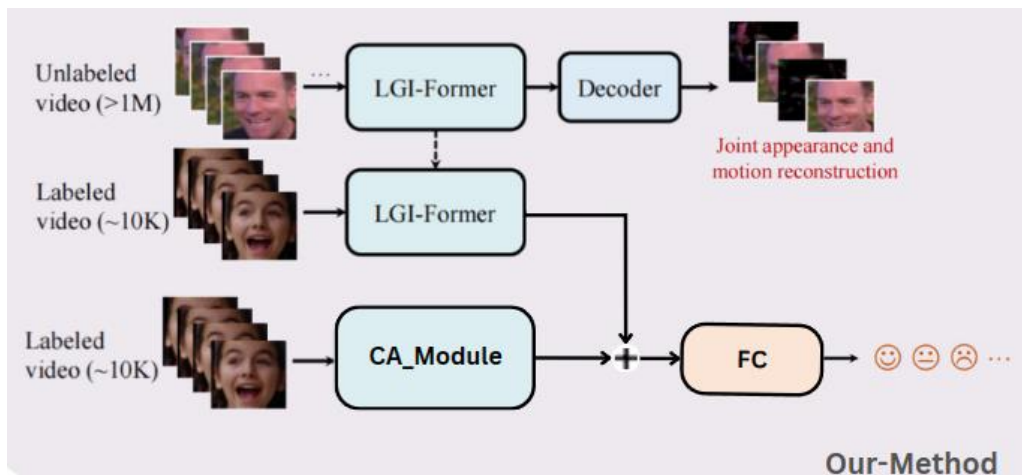 Unlabeled
video (>1M)
...
LGI-Former
Decoder
Joint appearance and
motion reconstruction
Labeled
video (~10K)
LGI-Former
Labeled
video (~10K)
CA_Module
+
FC
...
Our-Method